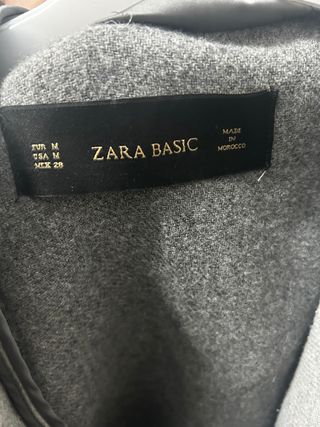 EUR M
USA M
MEX 28
ZARA BASIC
MADE
IN
MOROCCO